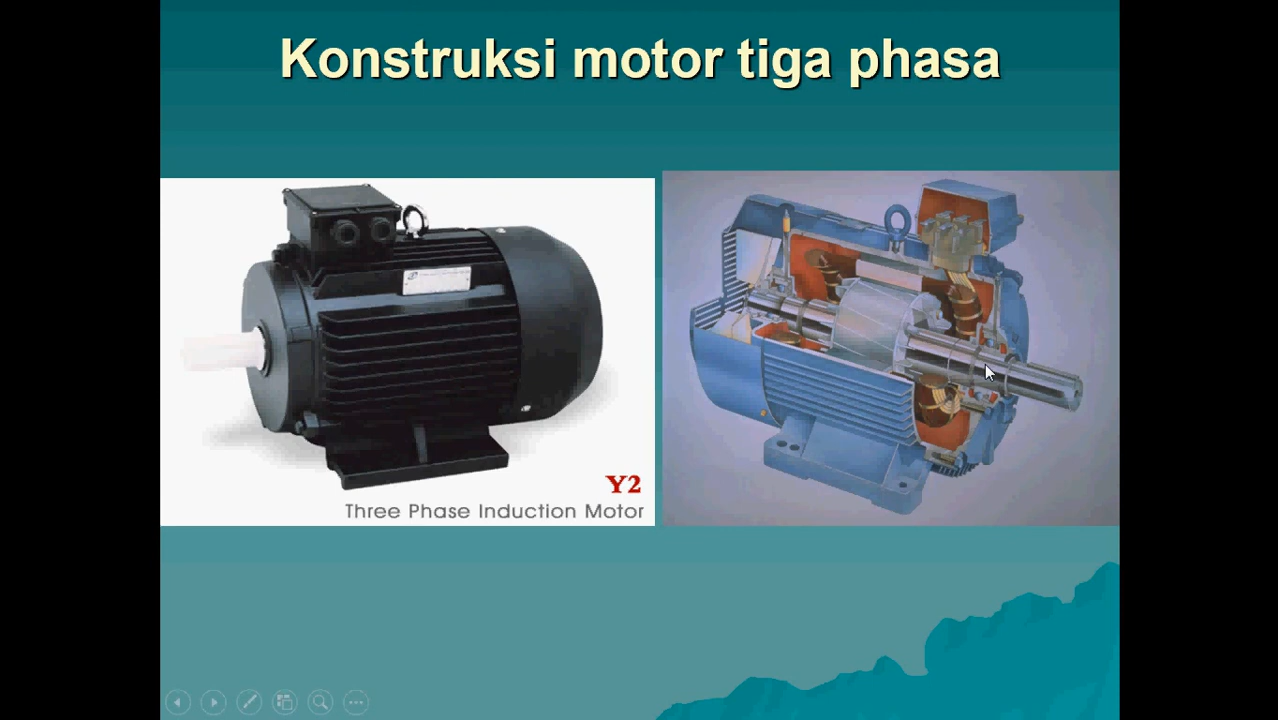 Konstruksi motor tiga phasa
Y2
Three Phase Induction Motor